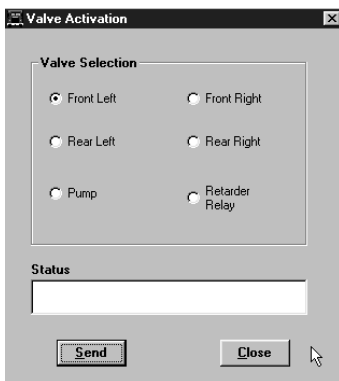 Valve Activation
Valve Selection
Front Left
Front Right
Rear Left
Rear Right
Pump
Retarder
Relay
Status
Send
Close